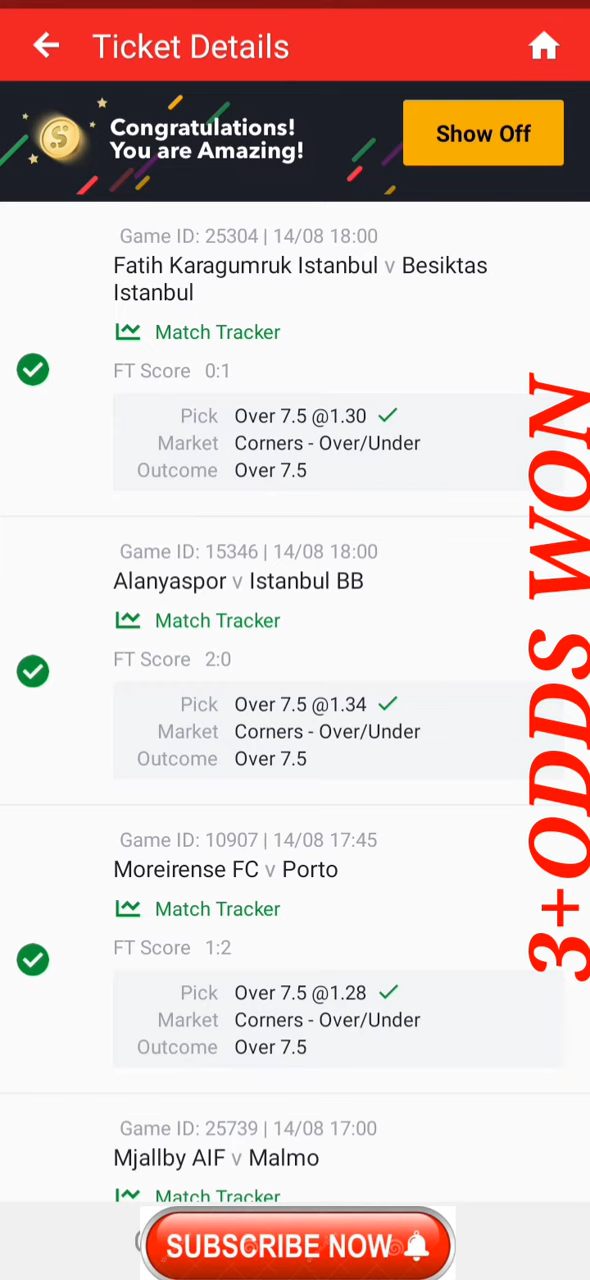 Ticket Details
Congratulations!
You are Amazing!
Show Off
Game ID: 25304 | 14/08 18:00
Fatih Karagumruk Istanbul v Besiktas
Istanbul
Match Tracker
FT Score 0:1
Pick Over 7.5 @1.30
Market Corners - Over/Under
Outcome Over 7.5
Game ID: 15346 | 14/08 18:00
Alanyaspor v Istanbul BB
Match Tracker
FT Score 2:0
Pick Over 7.5 @1.34
Market Corners - Over/Under
Outcome Over 7.5
Game ID: 10907 | 14/08 17:45
Moreirense FC v Porto
Match Tracker
FT Score 1:2
Pick Over 7.5 @1.28
Market Corners - Over/Under
Outcome Over 7.5
Game ID: 25739 | 14/08 17:00
Mjallby AIF v Malmo
Match Tracker
3+ODDS WON
SUBSCRIBE NOW